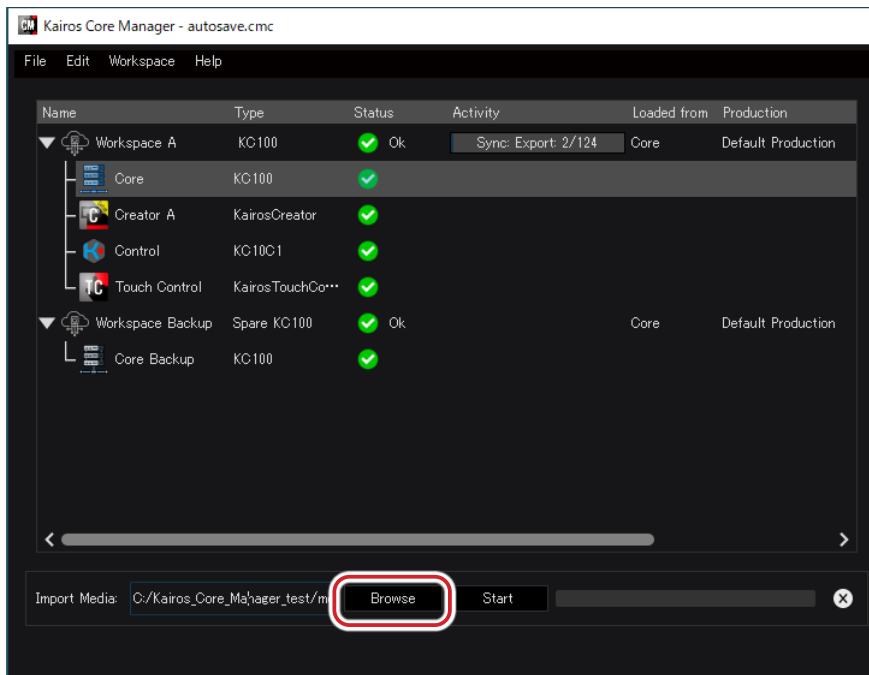 CM Kairos Core Manager - autosave.cmc
File Edit Workspace Help
Name Type Status Activity Loaded from Production
Workspace A KC100 Ok Sync: Export: 2/124 Core Default Production
Core KC100
C Creator A KairosCreator
K Control KC10C1
TC Touch Control KairosTouchCo…
Workspace Backup Spare KC100 Ok Core Default Production
Core Backup KC100
Import Media: C:/Kairos_Core_Manager_test/m Browse Start